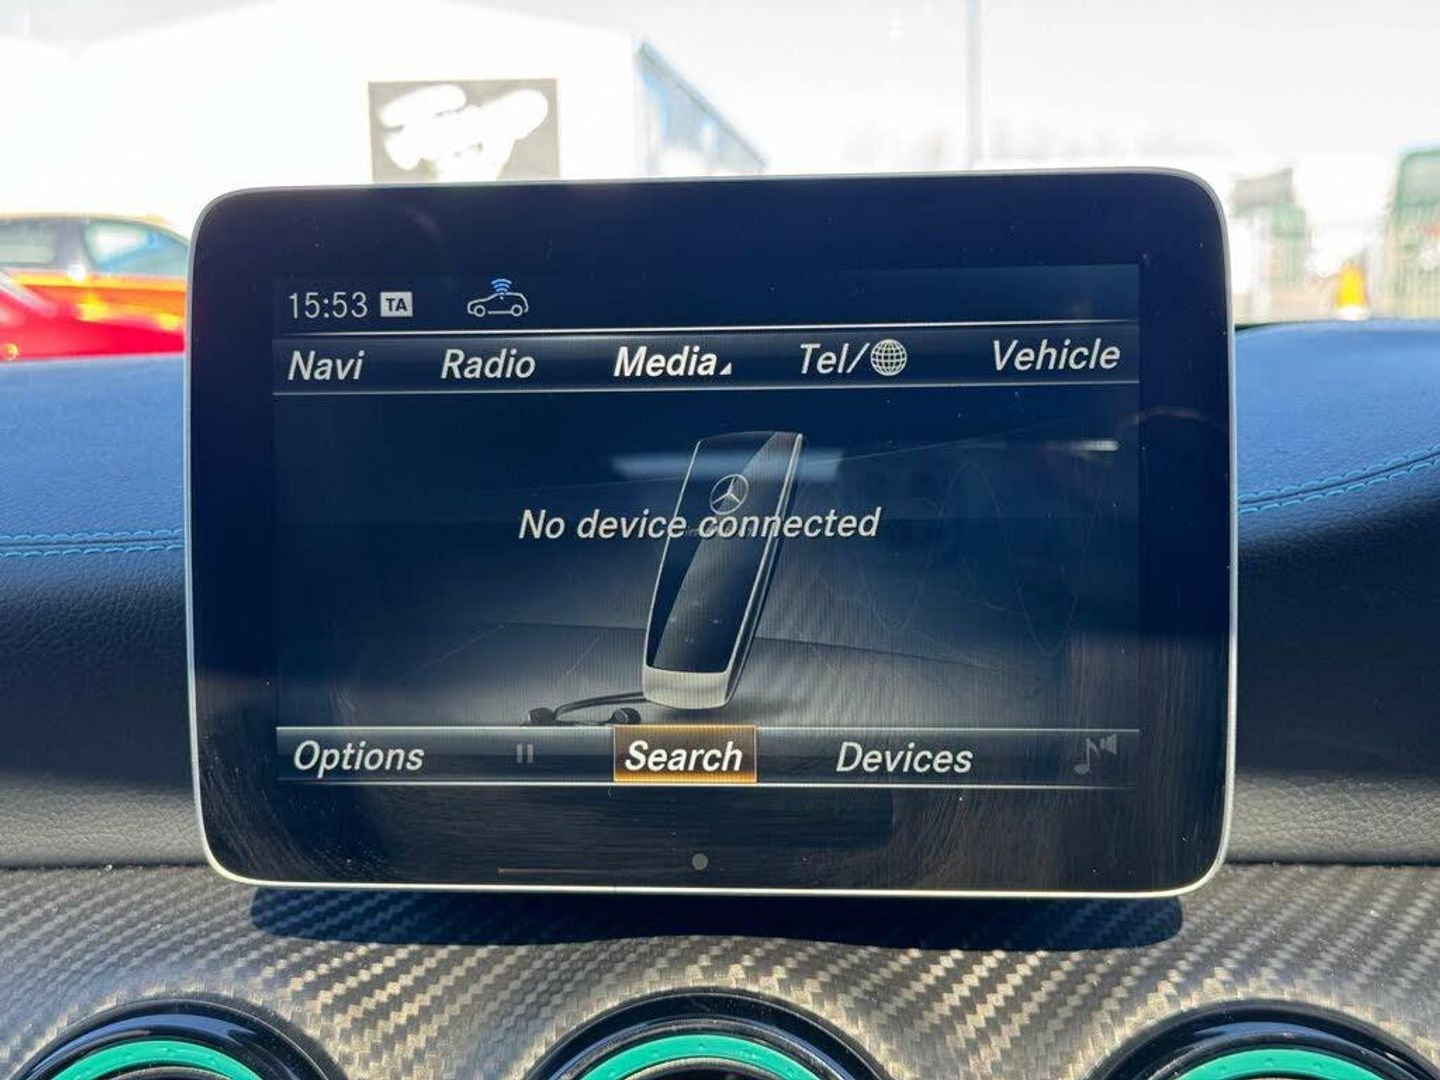 15:53 TA
Navi Radio Media Tel/ Vehicle
No device connected
Options Search Devices